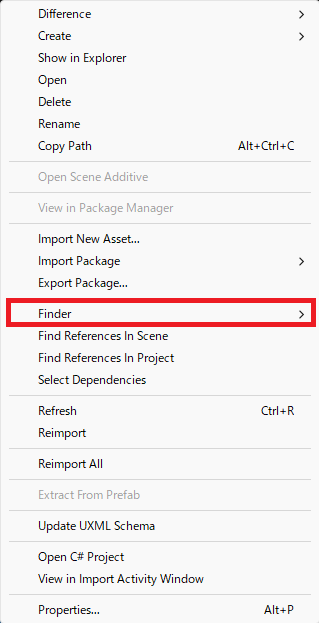 Difference
Create
Show in Explorer
Open
Delete
Rename
Copy Path Alt+Ctrl+C
Open Scene Additive
View in Package Manager
Import New Asset...
Import Package
Export Package...
Finder
Find References In Scene
Find References In Project
Select Dependencies
Refresh Ctrl+R
Reimport
Reimport All
Extract From Prefab
Update UXML Schema
Open C# Project
View in Import Activity Window
Properties... Alt+P